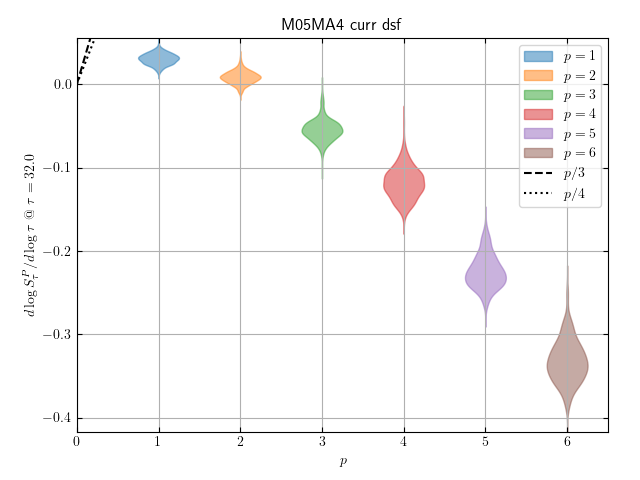 M05MA4 curr dsf
d log S_τ^P / d log τ @ τ = 32.0
0.0
−0.1
−0.2
−0.3
−0.4
0 1 2 3 4 5 6
p
p = 1
p = 2
p = 3
p = 4
p = 5
p = 6
p/3
p/4